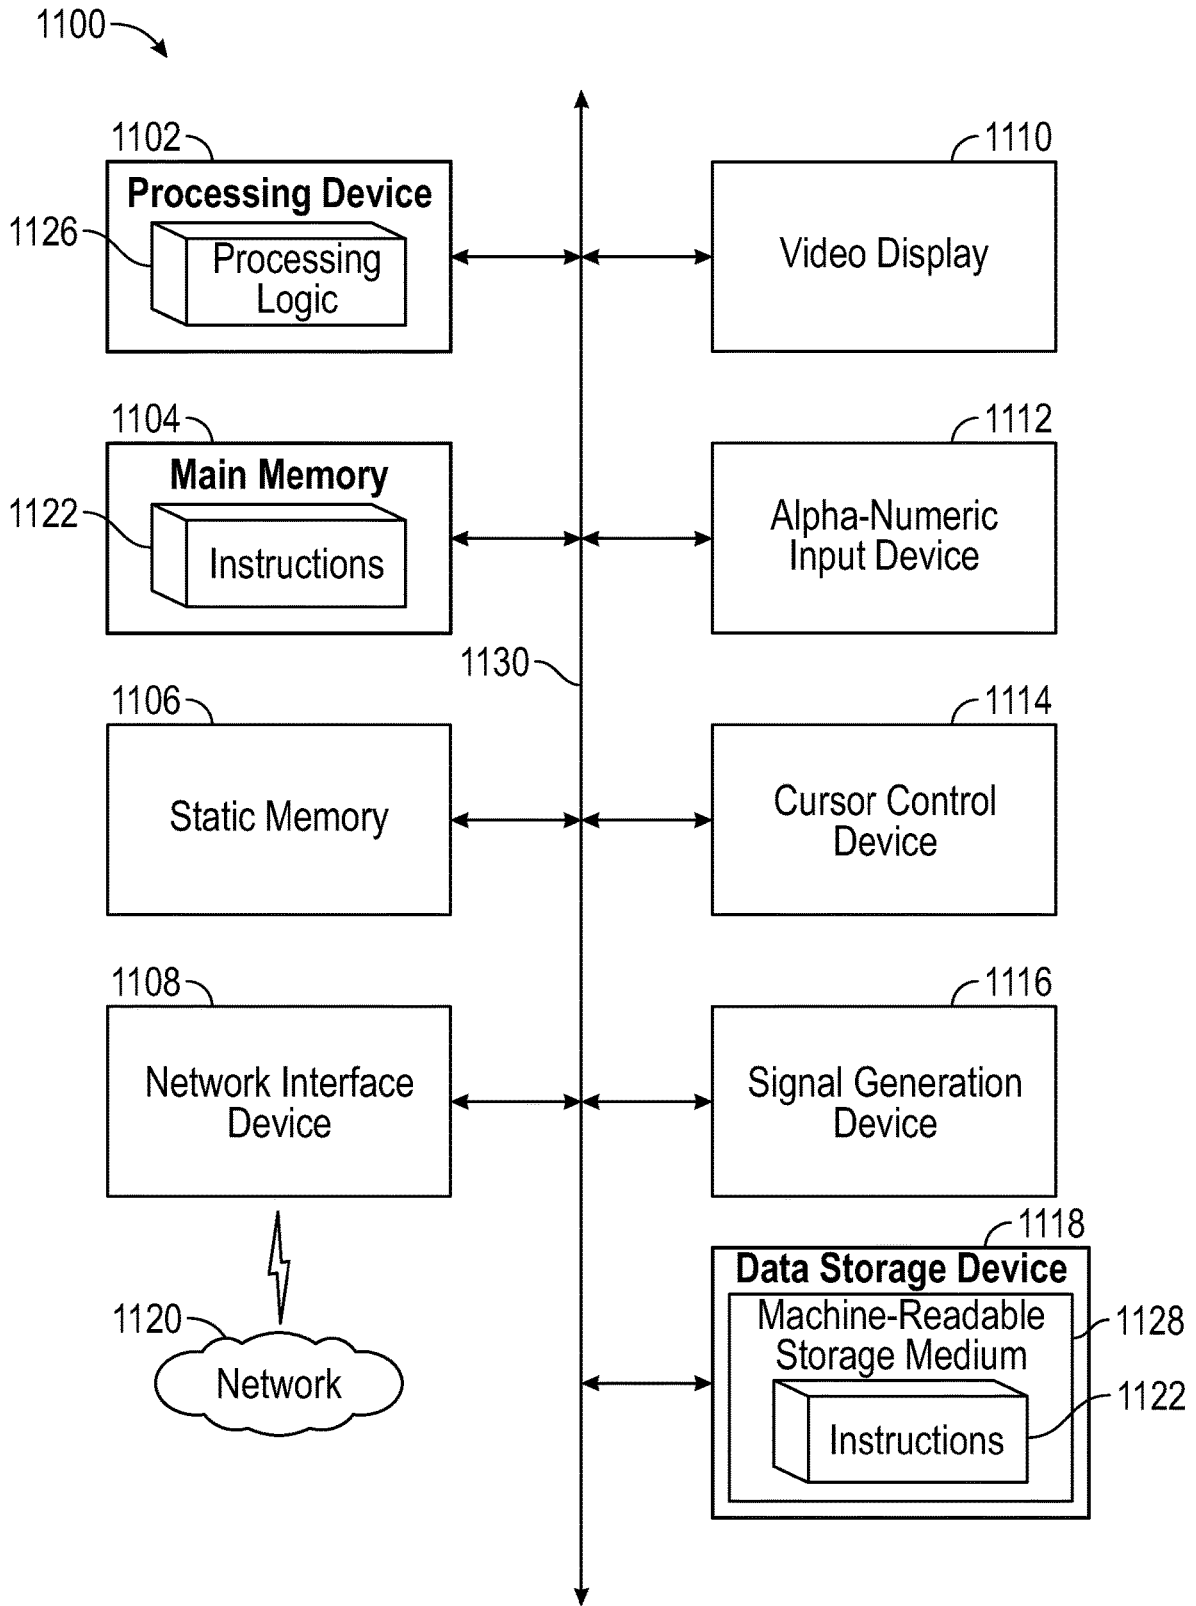 1100
1102
Processing Device
1126
Processing
Logic
1110
Video Display
1104
Main Memory
1122
Instructions
1112
Alpha-Numeric
Input Device
1130
1106
Static Memory
1114
Cursor Control
Device
1108
Network Interface
Device
1116
Signal Generation
Device
1120
Network
1118
Data Storage Device
Machine-Readable
Storage Medium
1128
1122
Instructions